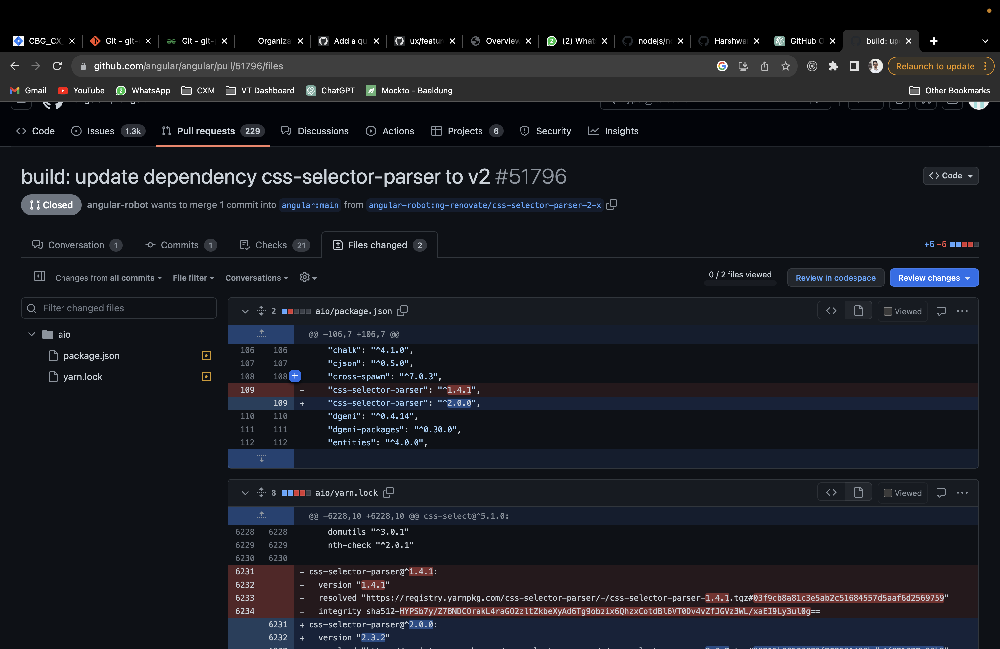 CBG_CX_ Git - git- Git - git-p Organiza Add a qu ux/featur Overview (2) What nodejs/no Harshwa GitHub C build: up
github.com/angular/angular/pull/51796/files Relaunch to update
Gmail YouTube 2 WhatsApp CXM VT Dashboard ChatGPT Mockto - Baeldung Other Bookmarks
angular / angular Type / to search
Code Issues 1.3k Pull requests 229 Discussions Actions Projects 6 Security Insights
build: update dependency css-selector-parser to v2 #51796 Code
Closed angular-robot wants to merge 1 commit into angular:main from angular-robot:ng-renovate/css-selector-parser-2-x
Conversation 1 Commits 1 Checks 21 Files changed 2 +5 −5
Changes from all commits File filter Conversations 0 / 2 files viewed Review in codespace Review changes
Filter changed files
aio
package.json
yarn.lock
2 aio/package.json Viewed
@@ -106,7 +106,7 @@
106 106 "chalk": "^4.1.0",
107 107 "cjson": "^0.5.0",
108 108 + "cross-spawn": "^7.0.3",
109 - "css-selector-parser": "^1.4.1",
109 + "css-selector-parser": "^2.0.0",
110 110 "dgeni": "^0.4.14",
111 111 "dgeni-packages": "^0.30.0",
112 112 "entities": "^4.0.0",
8 aio/yarn.lock Viewed
@@ -6228,10 +6228,10 @@ css-select@^5.1.0:
6228 6228 domutils "^3.0.1"
6229 6229 nth-check "^2.0.1"
6230 6230
6231 - css-selector-parser@^1.4.1:
6232 - version "1.4.1"
6233 - resolved "https://registry.yarnpkg.com/css-selector-parser/-/css-selector-parser-1.4.1.tgz#03f9cb8a81c3e5ab2c51684557d5aaf6d2569759"
6234 - integrity sha512-HYPSb7y/Z7BNDCOrakL4raGO2zltZkbeXyAd6Tg9obzix6QhzxCotdBl6VT0Dv4vZfJGVz3WL/xaEI9Ly3ul0g==
6231 + css-selector-parser@^2.0.0:
6232 + version "2.3.2"